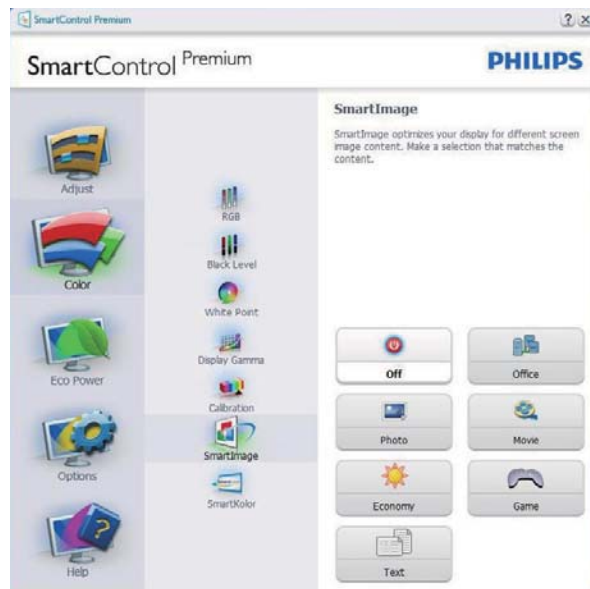 SmartControl Premium
SmartControl Premium
PHILIPS
Adjust
Color
Eco Power
Options
Help
RGB
Black Level
White Point
Display Gamma
Calibration
SmartImage
SmartKolor
SmartImage
SmartImage optimizes your display for different screen
image content. Make a selection that matches the
content.
Off
Office
Photo
Movie
Economy
Game
Text